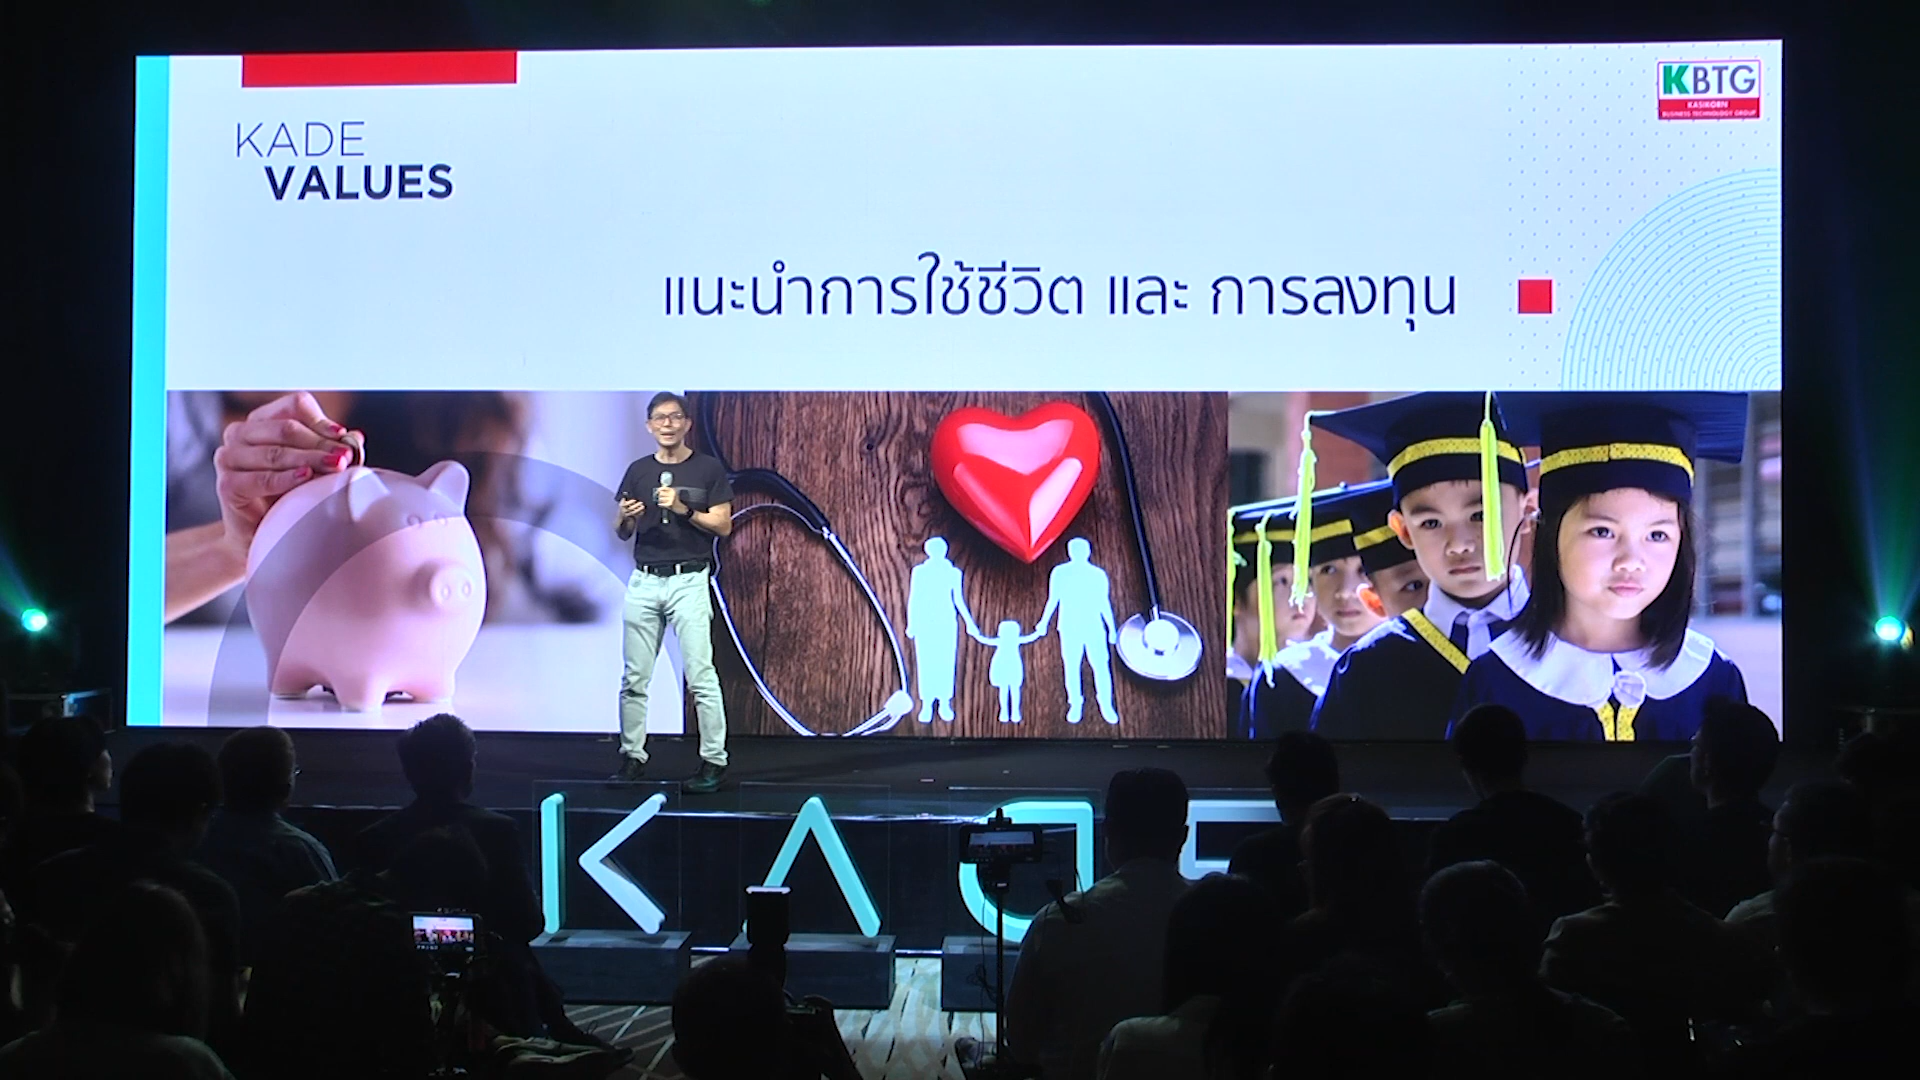 KADE
VALUES
KBTG
KASIKORN
BUSINESS TECHNOLOGY GROUP
แนะนำการใช้ชีวิต และ การลงทุน
KADE